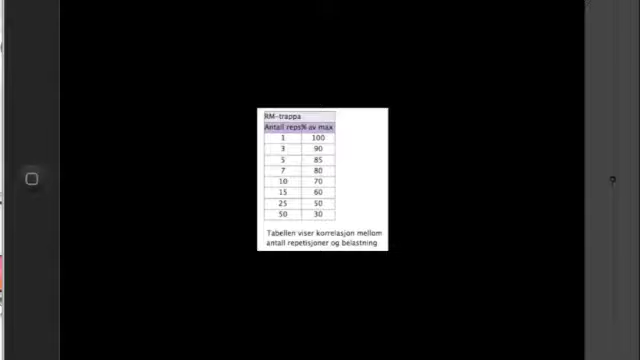 RM-trappa
Antall reps% av max
1 100
3 90
5 85
7 80
10 70
15 60
25 50
50 30
Tabellen viser korrelasjon mellom
antall repetisjoner og belastning